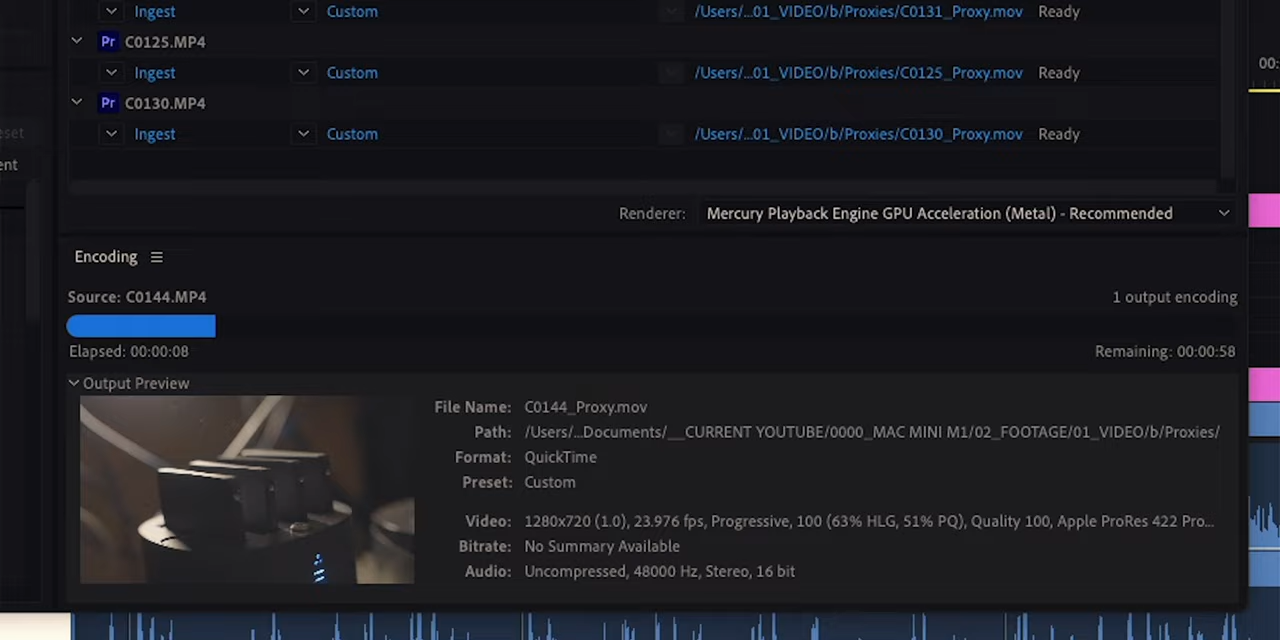 Ingest Custom /Users/...01_VIDEO/b/Proxies/C0131_Proxy.mov Ready
Pr C0125.MP4
Ingest Custom /Users/...01_VIDEO/b/Proxies/C0125_Proxy.mov Ready
00:
Pr C0130.MP4
Ingest Custom /Users/...01_VIDEO/b/Proxies/C0130_Proxy.mov Ready
eset
ent
Renderer: Mercury Playback Engine GPU Acceleration (Metal) - Recommended
Encoding
Source: C0144.MP4 1 output encoding
Elapsed: 00:00:08 Remaining: 00:00:58
Output Preview
File Name: C0144_Proxy.mov
Path: /Users/...Documents/__CURRENT YOUTUBE/0000_MAC MINI M1/02_FOOTAGE/01_VIDEO/b/Proxies/
Format: QuickTime
Preset: Custom
Video: 1280x720 (1.0), 23.976 fps, Progressive, 100 (63% HLG, 51% PQ), Quality 100, Apple ProRes 422 Pro...
Bitrate: No Summary Available
Audio: Uncompressed, 48000 Hz, Stereo, 16 bit